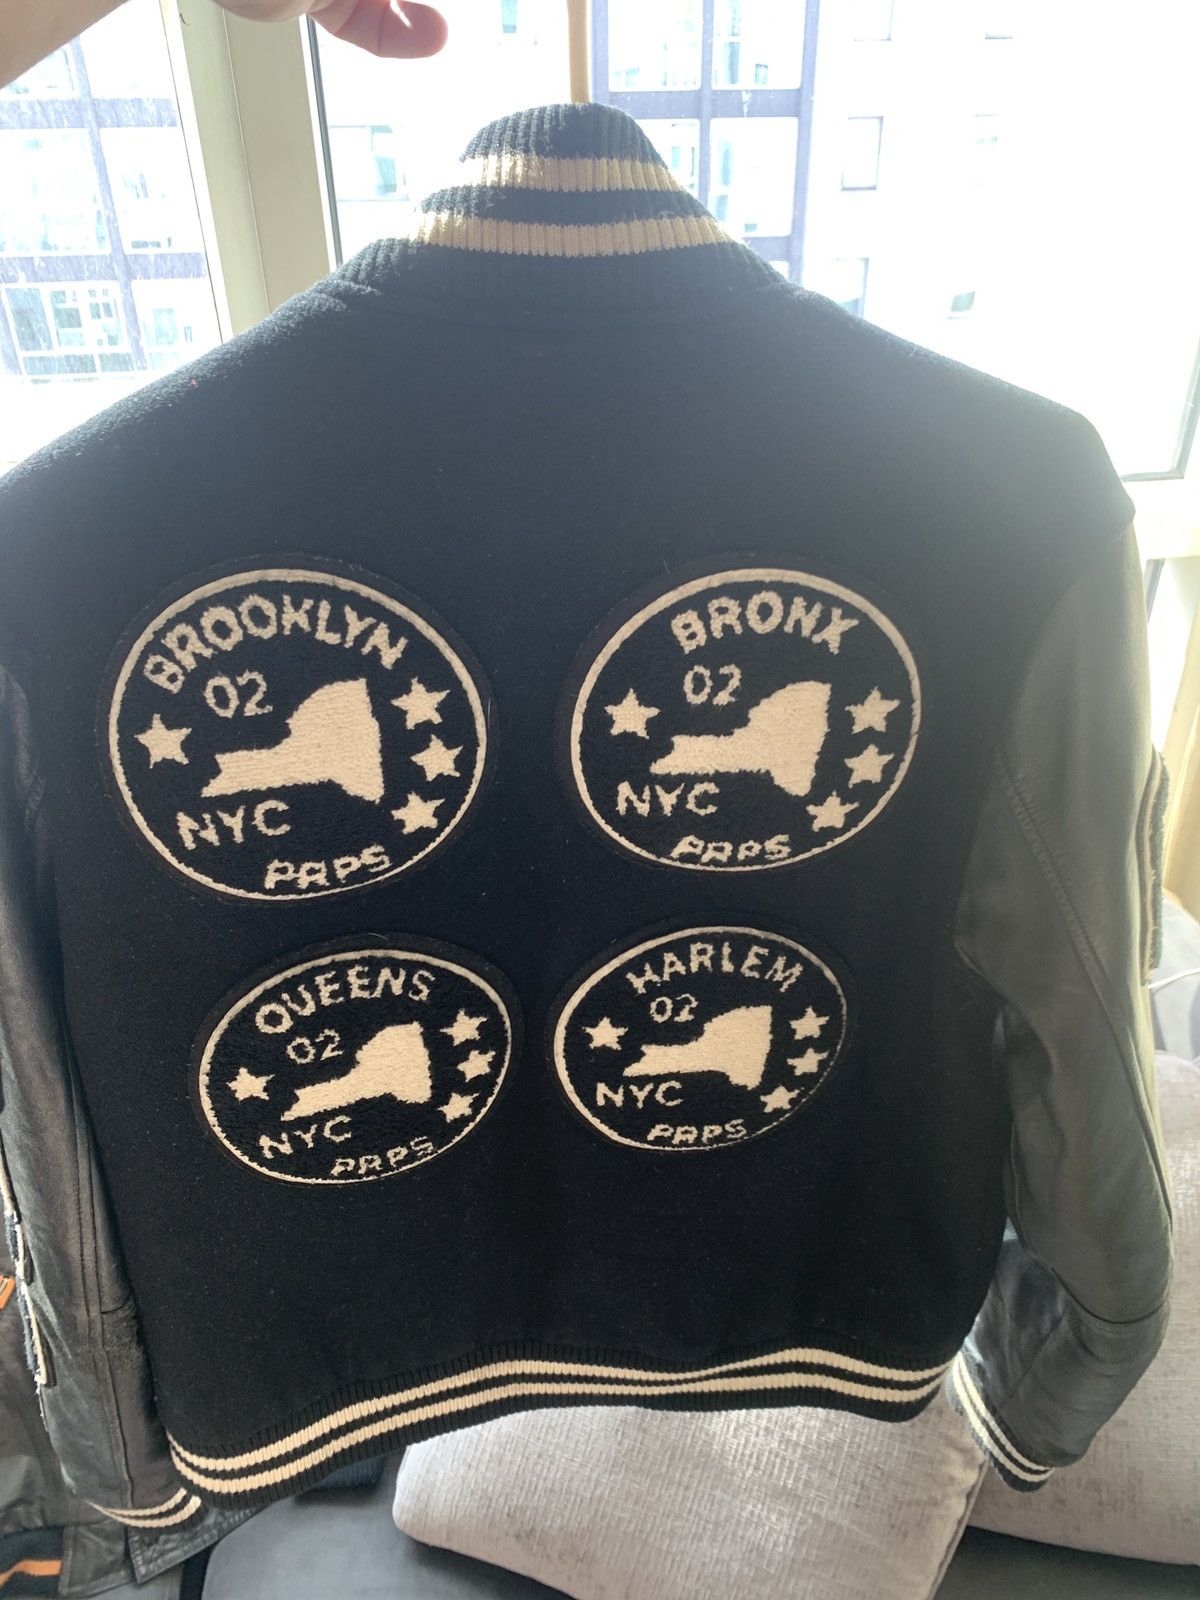 BROOKLYN
02
NYC
PRPS
BRONX
02
NYC
PRPS
QUEENS
02
NYC
PRPS
HARLEM
02
NYC
PRPS